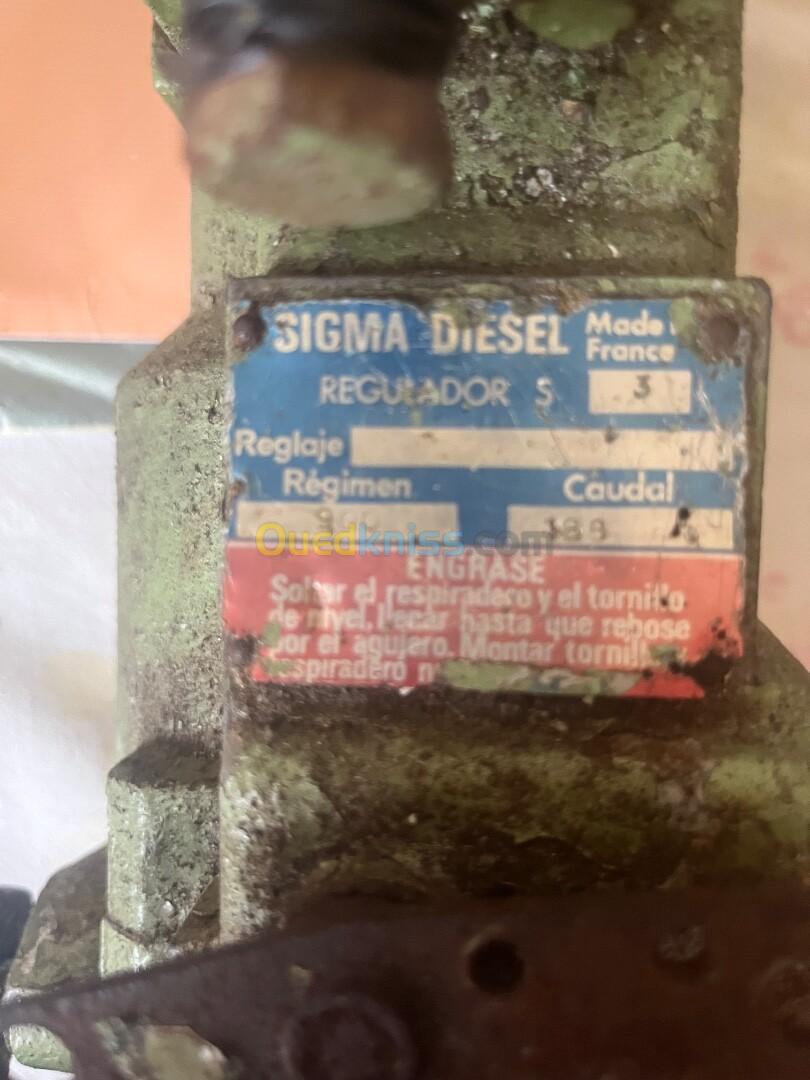 SIGMA DIESEL Made
France
REGULADOR S 3
Reglaje
Régimen Caudal
Ouedkniss.com
ENGRASE
Soltar el respiradero y el tornillo
de nivel. Llenar hasta que rebose
por el agujero. Montar tornillo y
respiradero